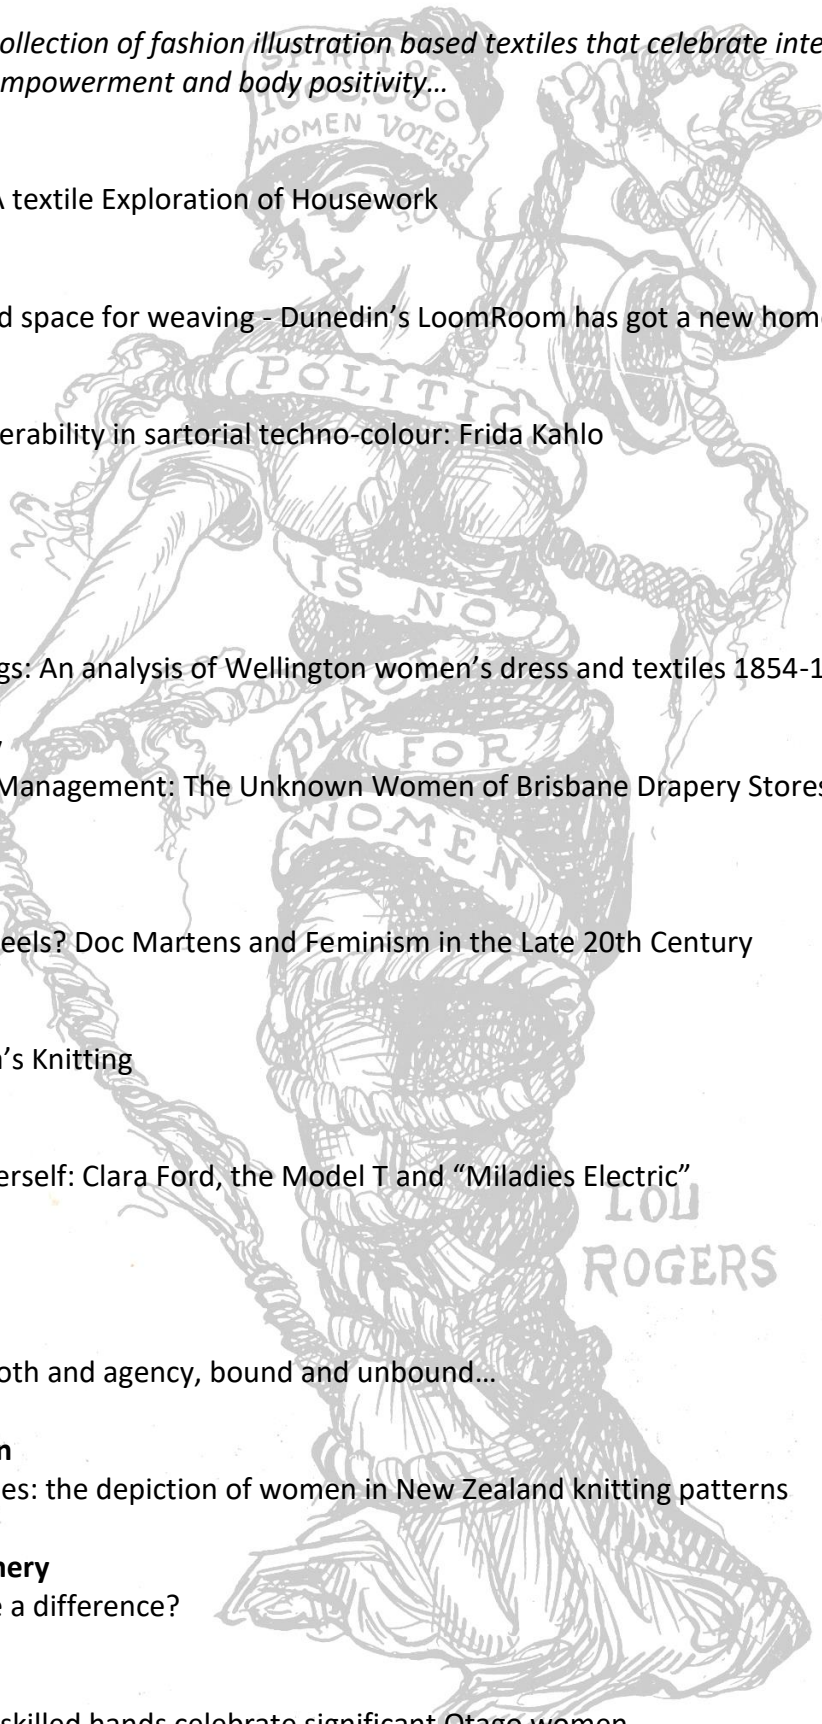 ollection of fashion illustration based textiles that celebrate inte
mpowerment and body positivity…
SPIRIT OF
1000,000
WOMEN VOTERS
A textile Exploration of Housework
d space for weaving - Dunedin’s LoomRoom has got a new hom
POLITICS
erability in sartorial techno-colour: Frida Kahlo
IS NO
gs: An analysis of Wellington women’s dress and textiles 1854-1
PLACE
FOR
Management: The Unknown Women of Brisbane Drapery Stores
WOMEN
eels? Doc Martens and Feminism in the Late 20th Century
’s Knitting
erself: Clara Ford, the Model T and “Miladies Electric”
LOU
ROGERS
oth and agency, bound and unbound…
n
es: the depiction of women in New Zealand knitting patterns
nery
e a difference?
skilled hands celebrate significant Otago women